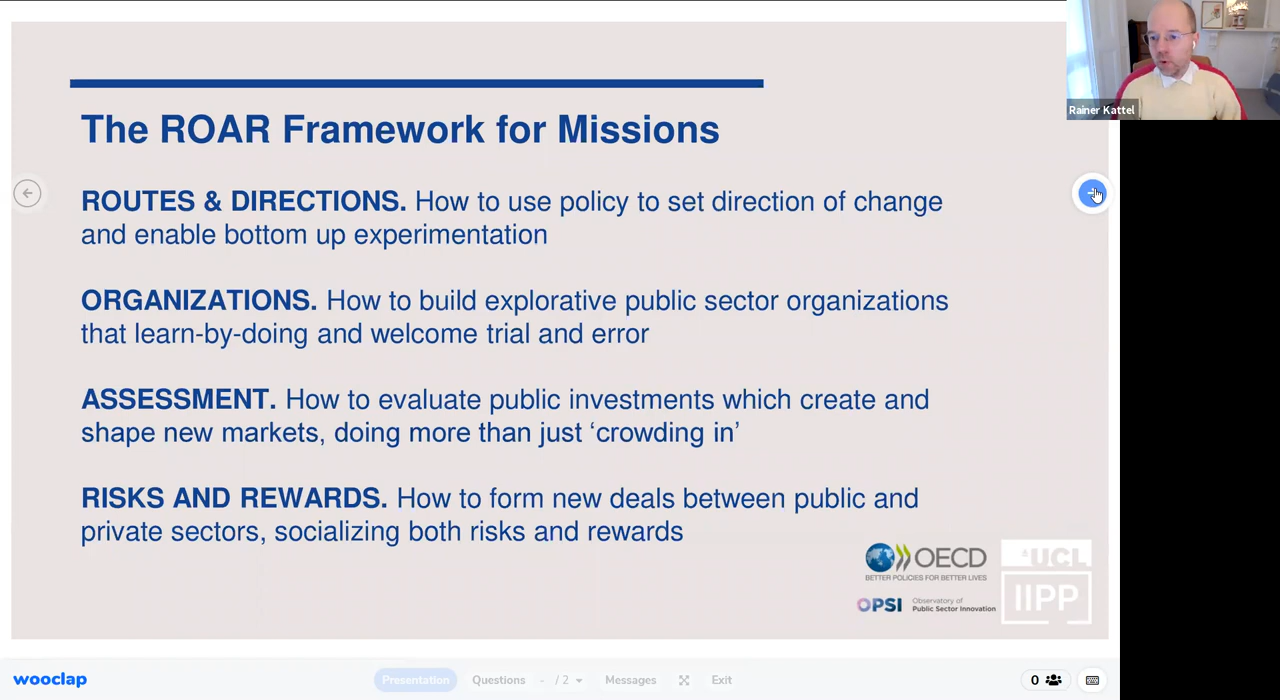 The ROAR Framework for Missions
ROUTES & DIRECTIONS. How to use policy to set direction of change
and enable bottom up experimentation
ORGANIZATIONS. How to build explorative public sector organizations
that learn-by-doing and welcome trial and error
ASSESSMENT. How to evaluate public investments which create and
shape new markets, doing more than just ‘crowding in’
RISKS AND REWARDS. How to form new deals between public and
private sectors, socializing both risks and rewards
OECD
BETTER POLICIES FOR BETTER LIVES
OPSI
Observatory of
Public Sector Innovation
UCL
IIPP
Rainer Kattel
wooclap
Presentation
Questions - / 2
Messages
Exit
0